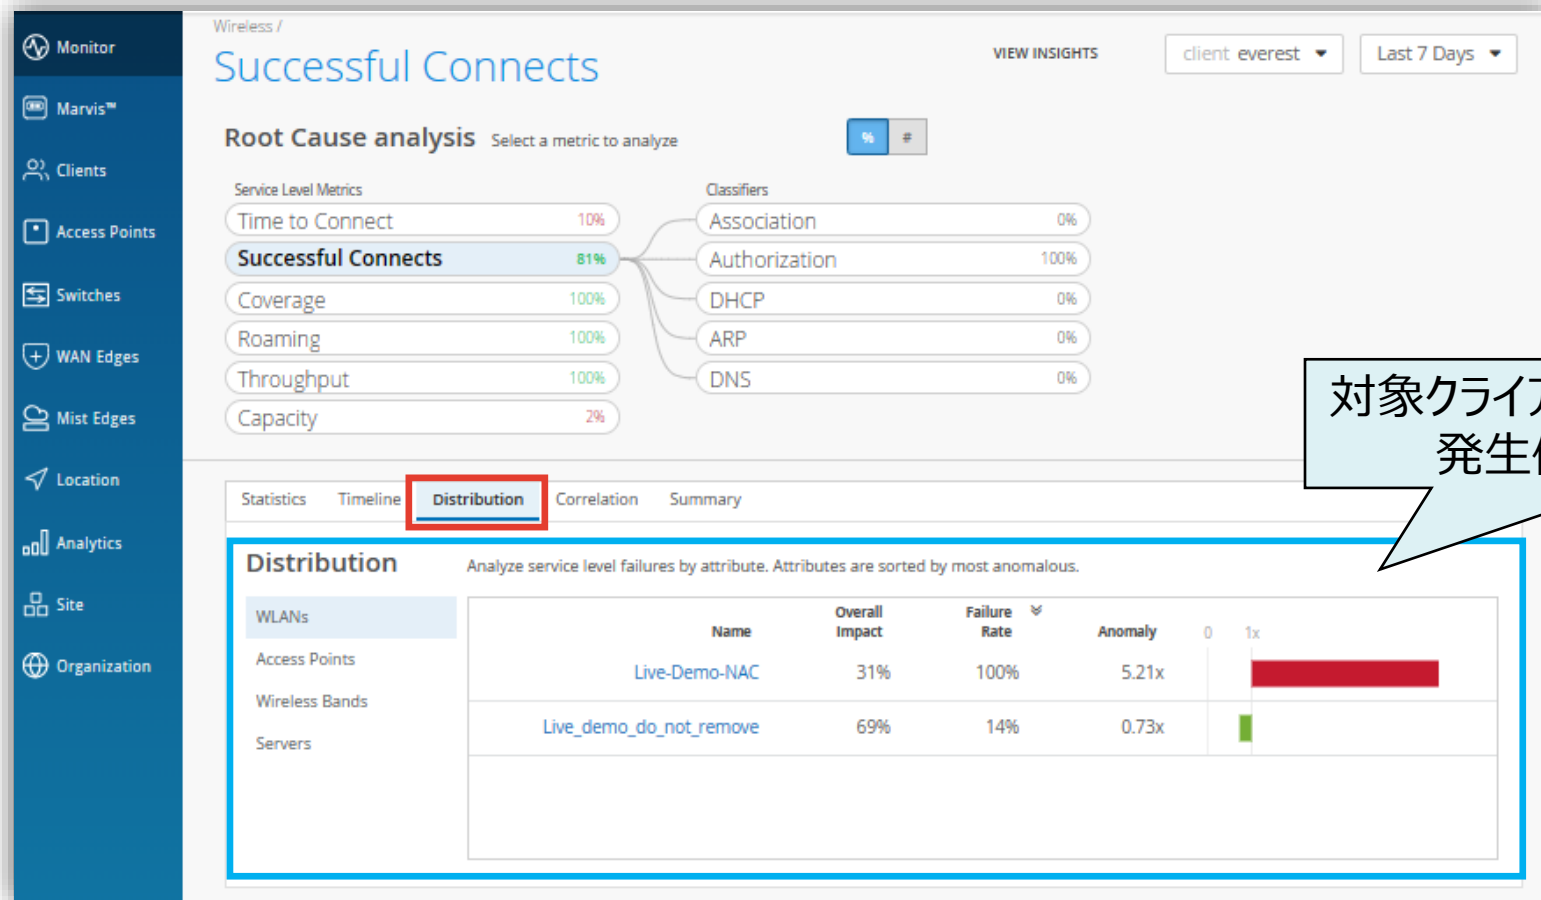 Wireless /
Successful Connects
VIEW INSIGHTS
client everest
Last 7 Days
Monitor
Marvis™
Clients
Access Points
Switches
WAN Edges
Mist Edges
Location
Analytics
Site
Organization
Root Cause analysis Select a metric to analyze
% #
Service Level Metrics
Time to Connect 10%
Successful Connects 81%
Coverage 100%
Roaming 100%
Throughput 100%
Capacity 2%
Classifiers
Association 0%
Authorization 100%
DHCP 0%
ARP 0%
DNS 0%
対象クライ
発生
Statistics Timeline Distribution Correlation Summary
Distribution Analyze service level failures by attribute. Attributes are sorted by most anomalous.
WLANs
Access Points
Wireless Bands
Servers
Name Overall Impact Failure Rate Anomaly 0 1x
Live-Demo-NAC 31% 100% 5.21x
Live_demo_do_not_remove 69% 14% 0.73x